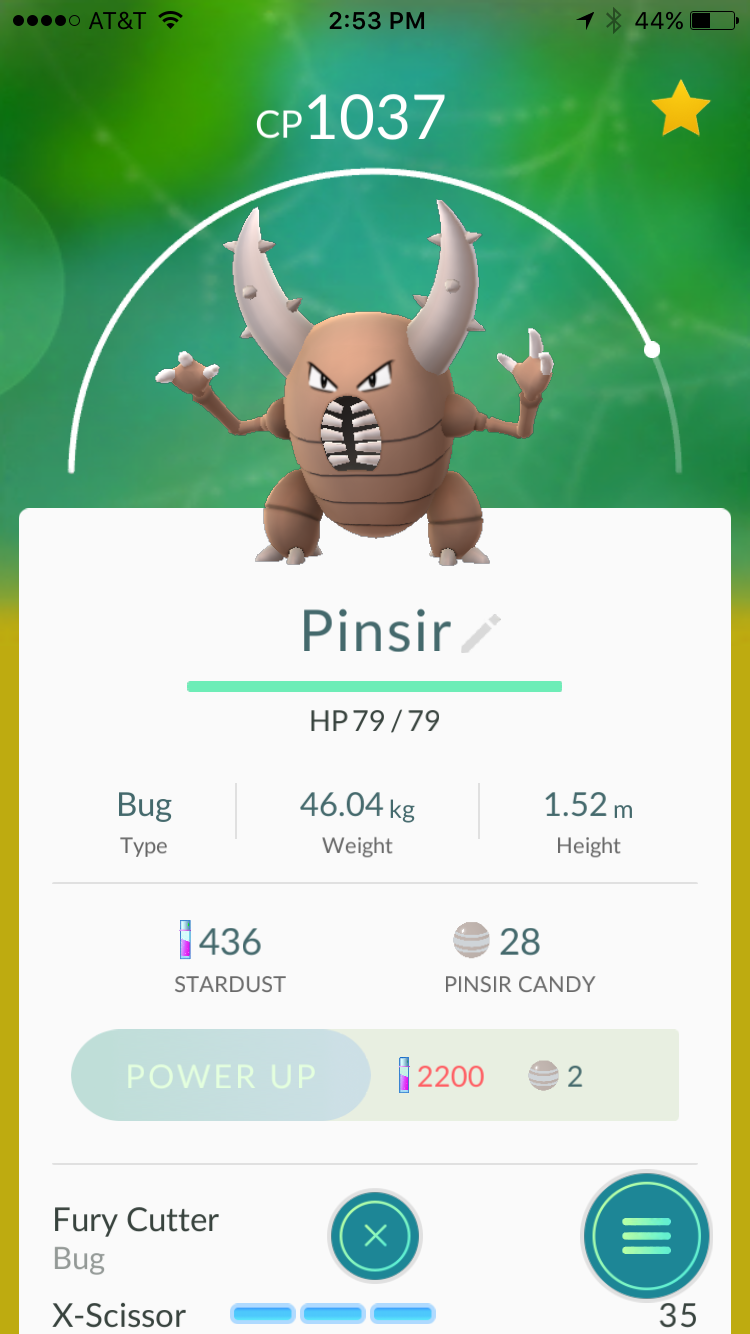 AT&T 2:53 PM 44%
CP1037
Pinsir
HP 79 / 79
Bug 46.04 kg 1.52 m
Type Weight Height
436 28
STARDUST PINSIR CANDY
POWER UP 2200 2
Fury Cutter
Bug
X-Scissor 35